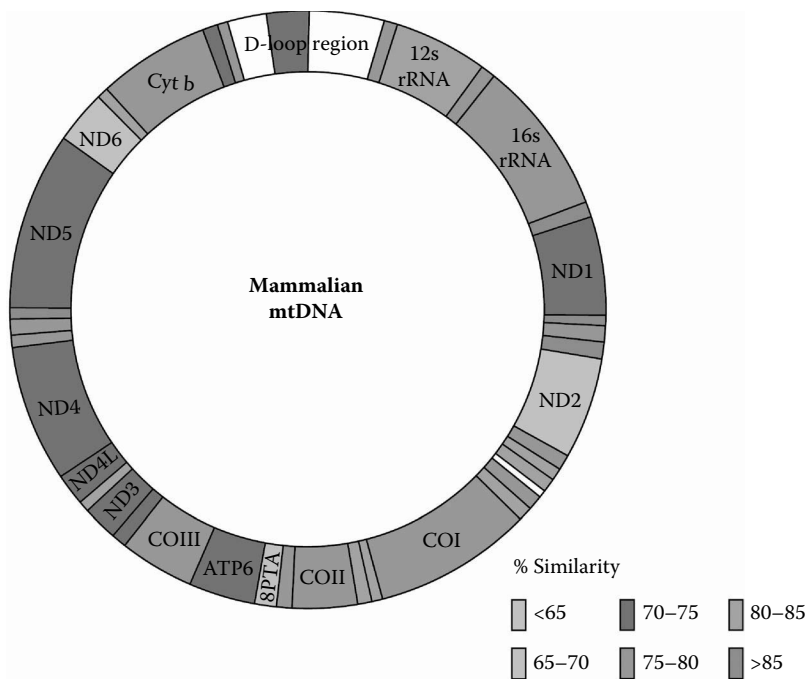 D-loop region
12s
rRNA
16s
rRNA
ND1
ND2
COI
COII
8PTA
ATP6
COIII
ND3
ND4L
ND4
ND5
ND6
Cyt b
Mammalian
mtDNA
% Similarity
<65
70–75
80–85
65–70
75–80
>85